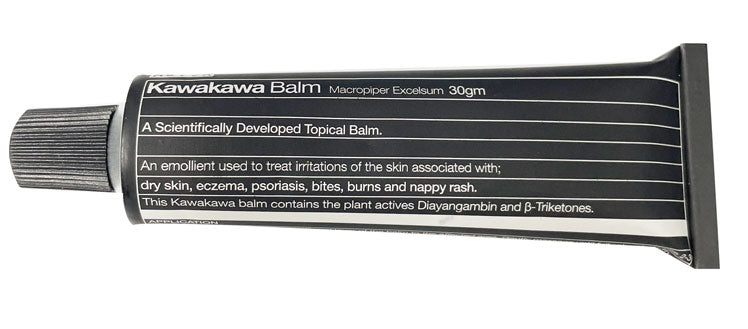 Kawakawa Balm Macropiper Excelsum 30gm
A Scientifically Developed Topical Balm.
An emollient used to treat irritations of the skin associated with;
dry skin, eczema, psoriasis, bites, burns and nappy rash.
This Kawakawa balm contains the plant actives Diayangambin and β-Triketones.
APPLICATION